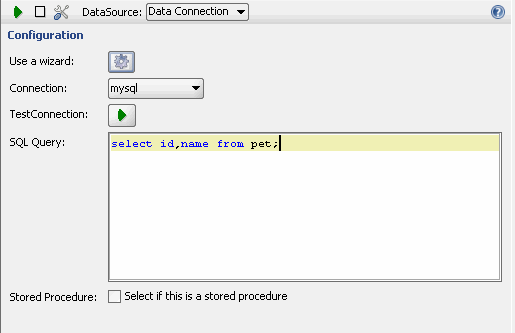 DataSource: Data Connection
Configuration
Use a wizard:
Connection: mysql
TestConnection:
SQL Query: select id,name from pet;
Stored Procedure: Select if this is a stored procedure